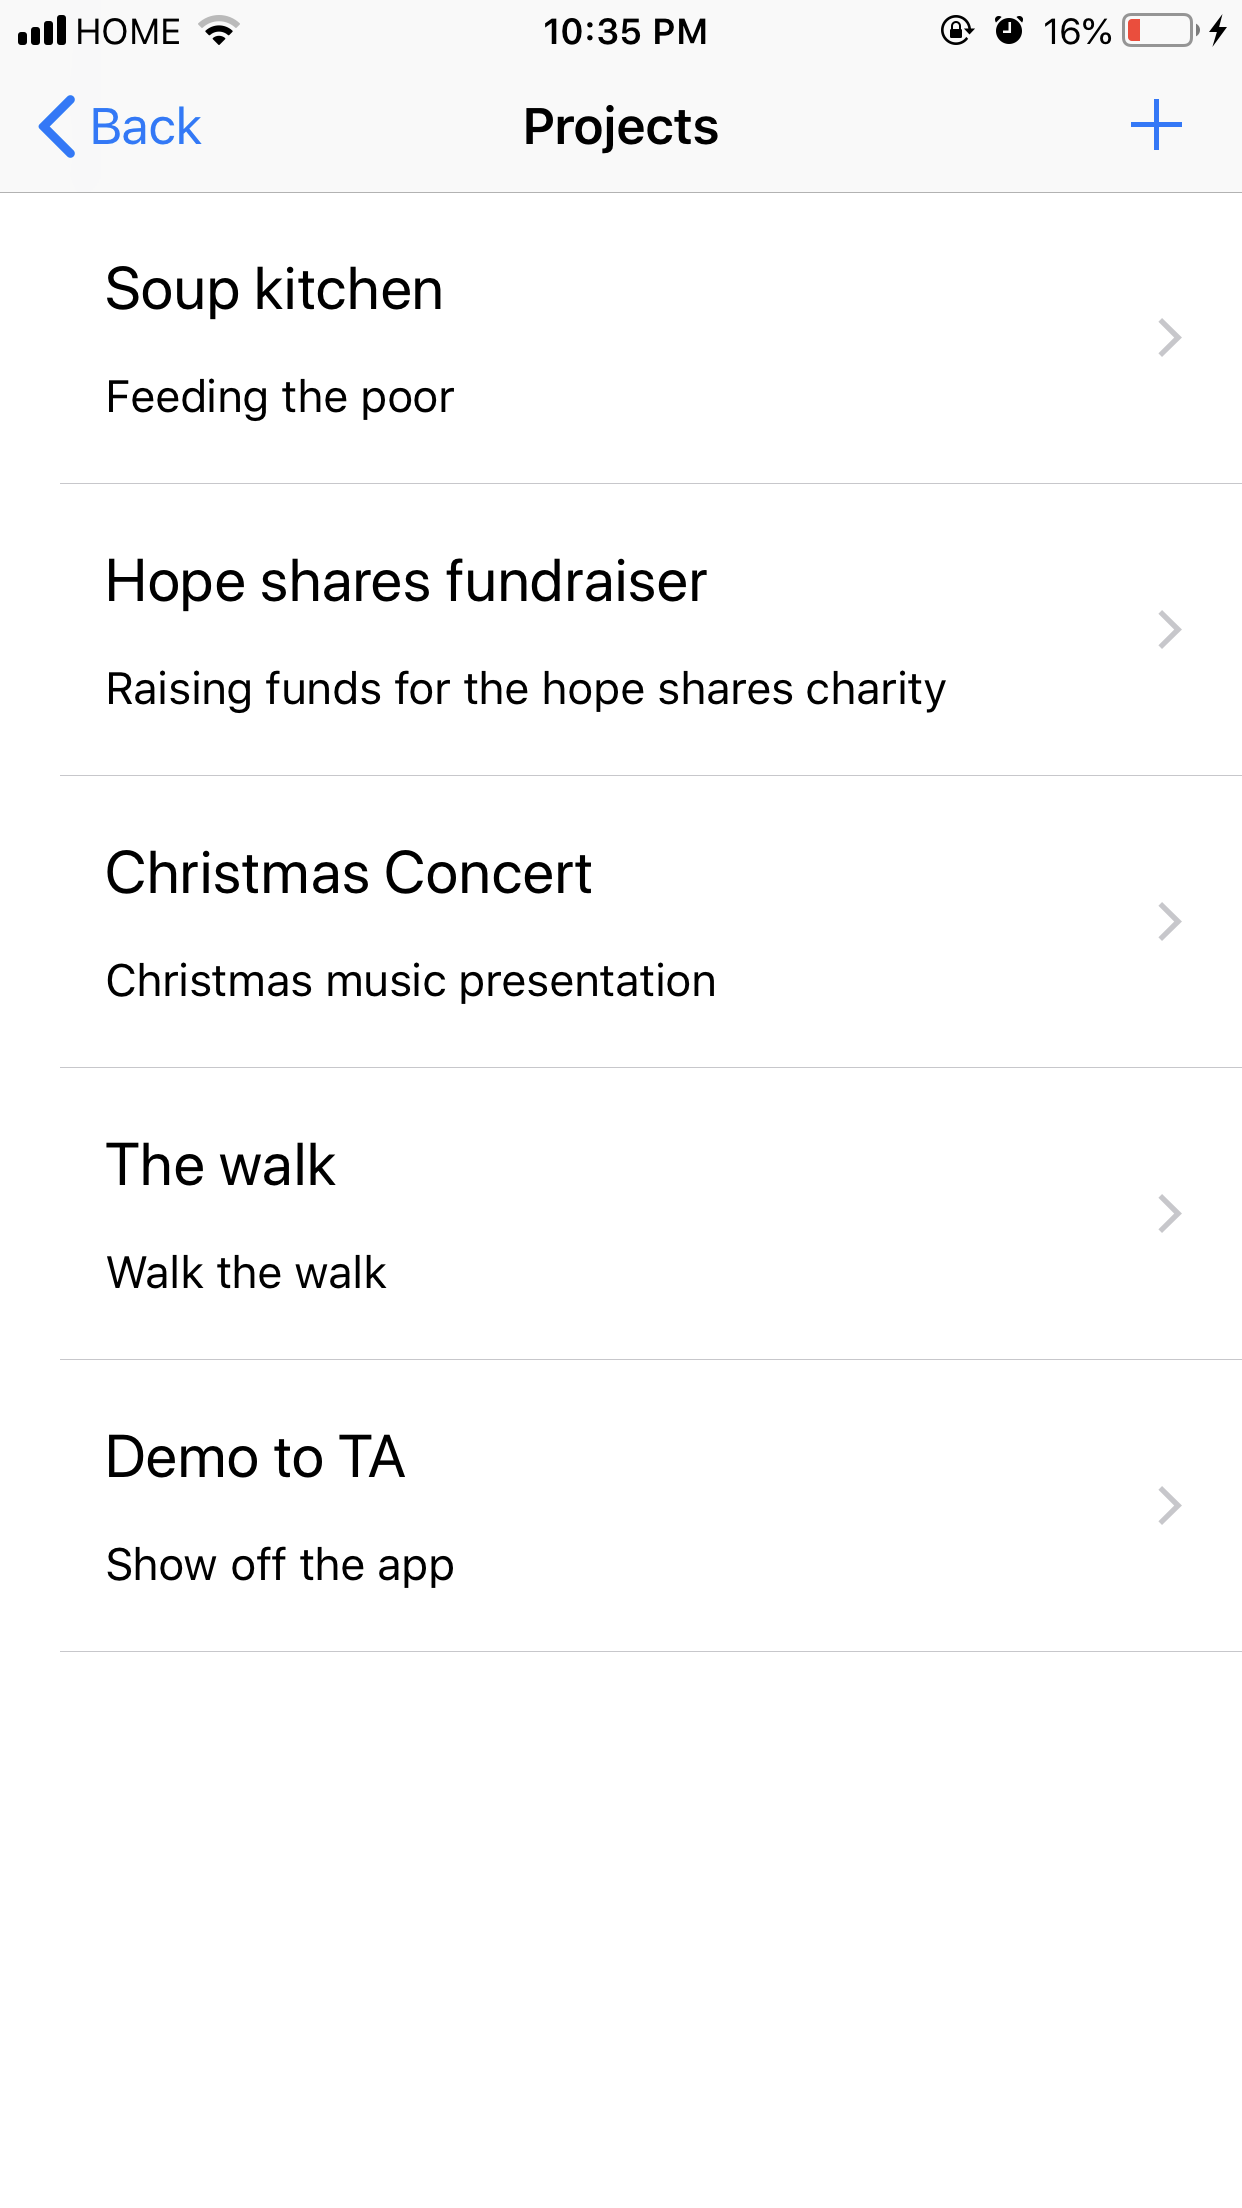 HOME 10:35 PM 16%
Back Projects
Soup kitchen
Feeding the poor
Hope shares fundraiser
Raising funds for the hope shares charity
Christmas Concert
Christmas music presentation
The walk
Walk the walk
Demo to TA
Show off the app